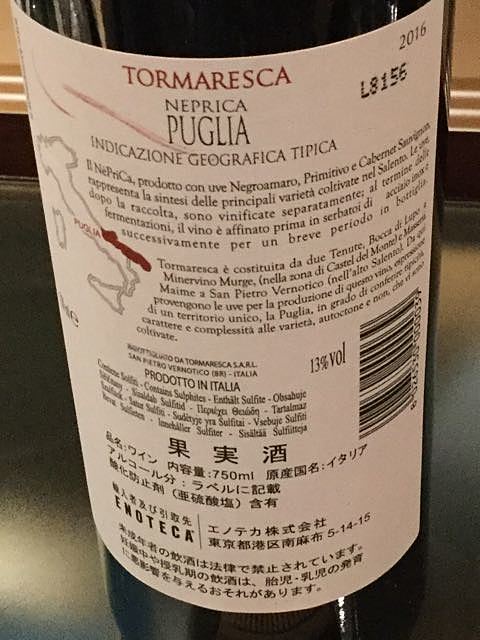 2016
TORMARESCA
L8156
NEPRICA
PUGLIA
INDICAZIONE GEOGRAFICA TIPICA
Il NePriCa, prodotto con uve Negroamaro, Primitivo e Cabernet Sauvignon,
rappresenta la sintesi delle principali varietà coltivate nel Salento. Le uve,
dopo la raccolta, sono vinificate separatamente; al termine delle
fermentazioni, il vino è affinato prima in serbatoi di acciaio inox e
successivamente per un breve periodo in bottiglia.
PUGLIA
Tormaresca è costituita da due Tenute, Bocca di Lupo a
Minervino Murge, (nella zona di Castel del Monte) e Masseria
Maime a San Pietro Vernotico (nell'alto Salento). Da qui
provengono le uve per la produzione di questo vino, espressione
di un territorio unico, la Puglia, in grado di conferire tipicità,
carattere e complessità alle varietà, autoctone e non, che vi sono
coltivate.
IMBOTTIGLIATO DA TORMARESCA S.A.R.L.
SAN PIETRO VERNOTICO (BR) - ITALIA
13% vol
PRODOTTO IN ITALIA
Contiene Solfiti - Contains Sulphites - Enthält Sulfite - Obsahuje
Siřičitany - Sisaldab Sulfitid - Περιέχει Θειώδη - Tartalmaz
Sulfiteket
Innehåller Sulfiter - Sisältää Sulfiitteja
果実酒
品名:ワイン 内容量:750ml 原産国名:イタリア
アルコール分:ラベルに記載
酸化防止剤(亜硫酸塩)含有
輸入者及び引取先
ENOTECA
エノテカ株式会社
東京都港区南麻布5-14-15
未成年者の飲酒は法律で禁止されています。
妊娠中や授乳期の飲酒は、胎児・乳児の発育
に悪影響を与えるおそれがあります。